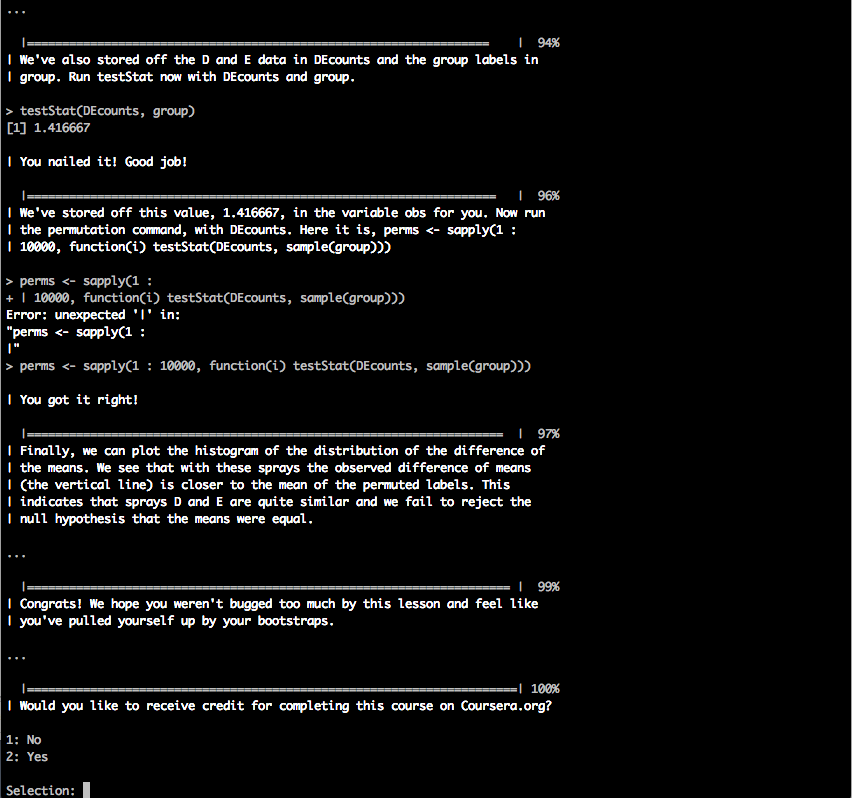 ...
|==================================================================    |  94%
| We've also stored off the D and E data in DEcounts and the group labels in
| group. Run testStat now with DEcounts and group.
> testStat(DEcounts, group)
[1] 1.416667
| You nailed it! Good job!
|===================================================================   |  96%
| We've stored off this value, 1.416667, in the variable obs for you. Now run
| the permutation command, with DEcounts. Here it is, perms <- sapply(1 :
| 10000, function(i) testStat(DEcounts, sample(group)))
> perms <- sapply(1 :
+ | 10000, function(i) testStat(DEcounts, sample(group)))
Error: unexpected '|' in:
"perms <- sapply(1 :
|"
> perms <- sapply(1 : 10000, function(i) testStat(DEcounts, sample(group)))
| You got it right!
|====================================================================  |  97%
| Finally, we can plot the histogram of the distribution of the difference of
| the means. We see that with these sprays the observed difference of means
| (the vertical line) is closer to the mean of the permuted labels. This
| indicates that sprays D and E are quite similar and we fail to reject the
| null hypothesis that the means were equal.
...
|===================================================================== |  99%
| Congrats! We hope you weren't bugged too much by this lesson and feel like
| you've pulled yourself up by your bootstraps.
...
|======================================================================| 100%
| Would you like to receive credit for completing this course on Coursera.org?
1: No
2: Yes
Selection: